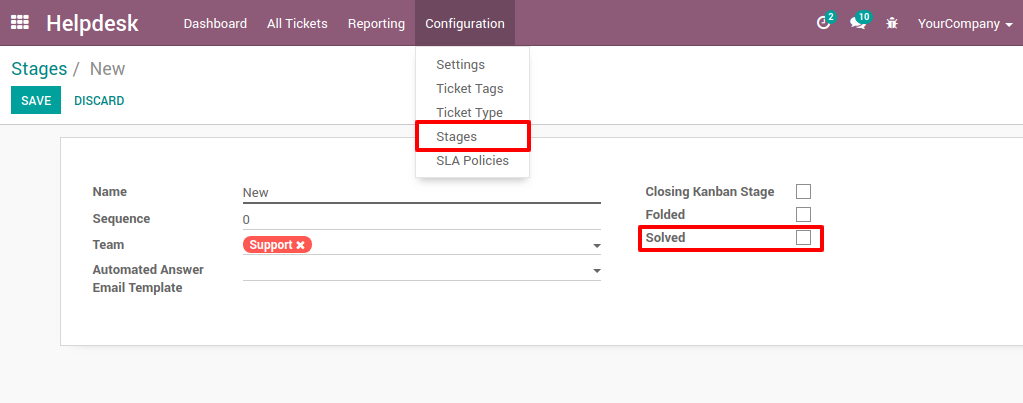 Helpdesk Dashboard All Tickets Reporting Configuration 2 10 YourCompany
Settings
Stages / New
Ticket Tags
SAVE DISCARD
Ticket Type
Stages
SLA Policies
Name New
Closing Kanban Stage
Sequence 0
Folded
Team Support ×
Solved
Automated Answer
Email Template